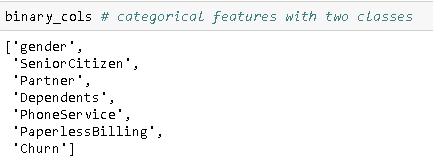 binary_cols # categorical features with two classes
['gender',
'SeniorCitizen',
'Partner',
'Dependents',
'PhoneService',
'PaperlessBilling',
'Churn']